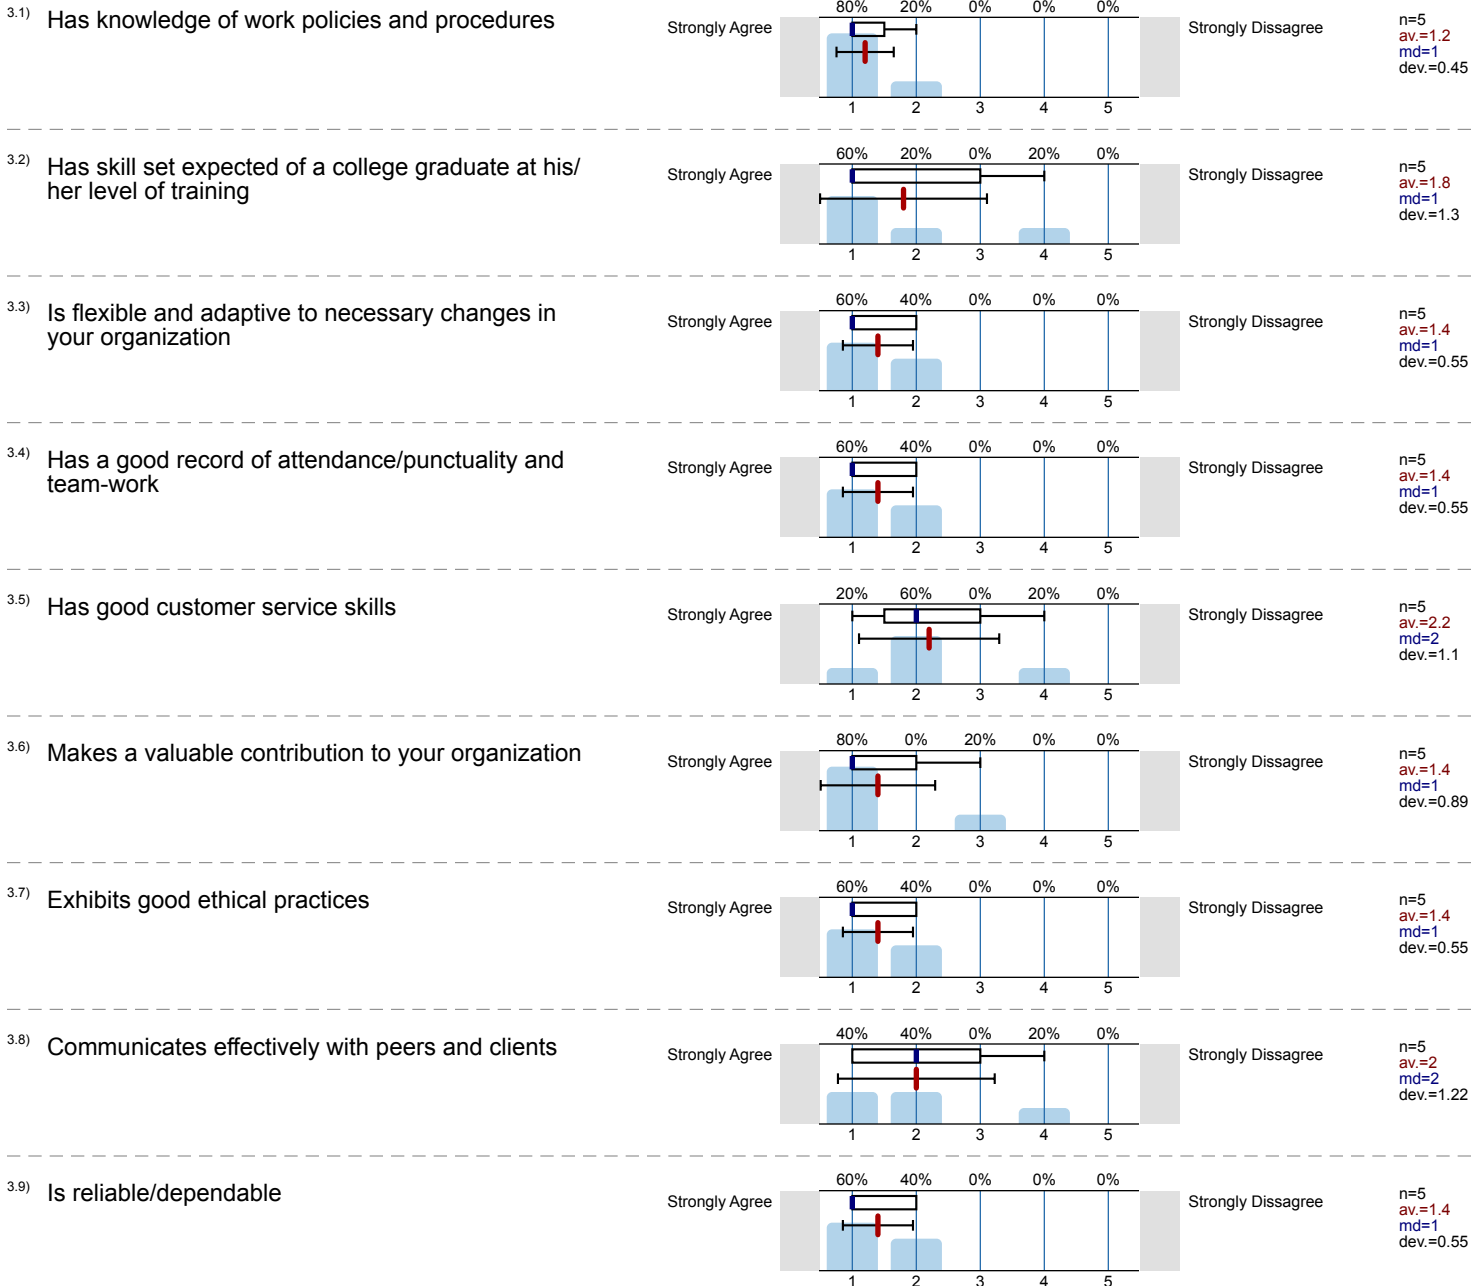 3.1) Has knowledge of work policies and procedures
Strongly Agree
80% 20% 0% 0% 0%
1 2 3 4 5
Strongly Dissagree
n=5
av.=1.2
md=1
dev.=0.45
3.2) Has skill set expected of a college graduate at his/
her level of training
Strongly Agree
60% 20% 0% 20% 0%
1 2 3 4 5
Strongly Dissagree
n=5
av.=1.8
md=1
dev.=1.3
3.3) Is flexible and adaptive to necessary changes in
your organization
Strongly Agree
60% 40% 0% 0% 0%
1 2 3 4 5
Strongly Dissagree
n=5
av.=1.4
md=1
dev.=0.55
3.4) Has a good record of attendance/punctuality and
team-work
Strongly Agree
60% 40% 0% 0% 0%
1 2 3 4 5
Strongly Dissagree
n=5
av.=1.4
md=1
dev.=0.55
3.5) Has good customer service skills
Strongly Agree
20% 60% 0% 20% 0%
1 2 3 4 5
Strongly Dissagree
n=5
av.=2.2
md=2
dev.=1.1
3.6) Makes a valuable contribution to your organization
Strongly Agree
80% 0% 20% 0% 0%
1 2 3 4 5
Strongly Dissagree
n=5
av.=1.4
md=1
dev.=0.89
3.7) Exhibits good ethical practices
Strongly Agree
60% 40% 0% 0% 0%
1 2 3 4 5
Strongly Dissagree
n=5
av.=1.4
md=1
dev.=0.55
3.8) Communicates effectively with peers and clients
Strongly Agree
40% 40% 0% 20% 0%
1 2 3 4 5
Strongly Dissagree
n=5
av.=2
md=2
dev.=1.22
3.9) Is reliable/dependable
Strongly Agree
60% 40% 0% 0% 0%
1 2 3 4 5
Strongly Dissagree
n=5
av.=1.4
md=1
dev.=0.55